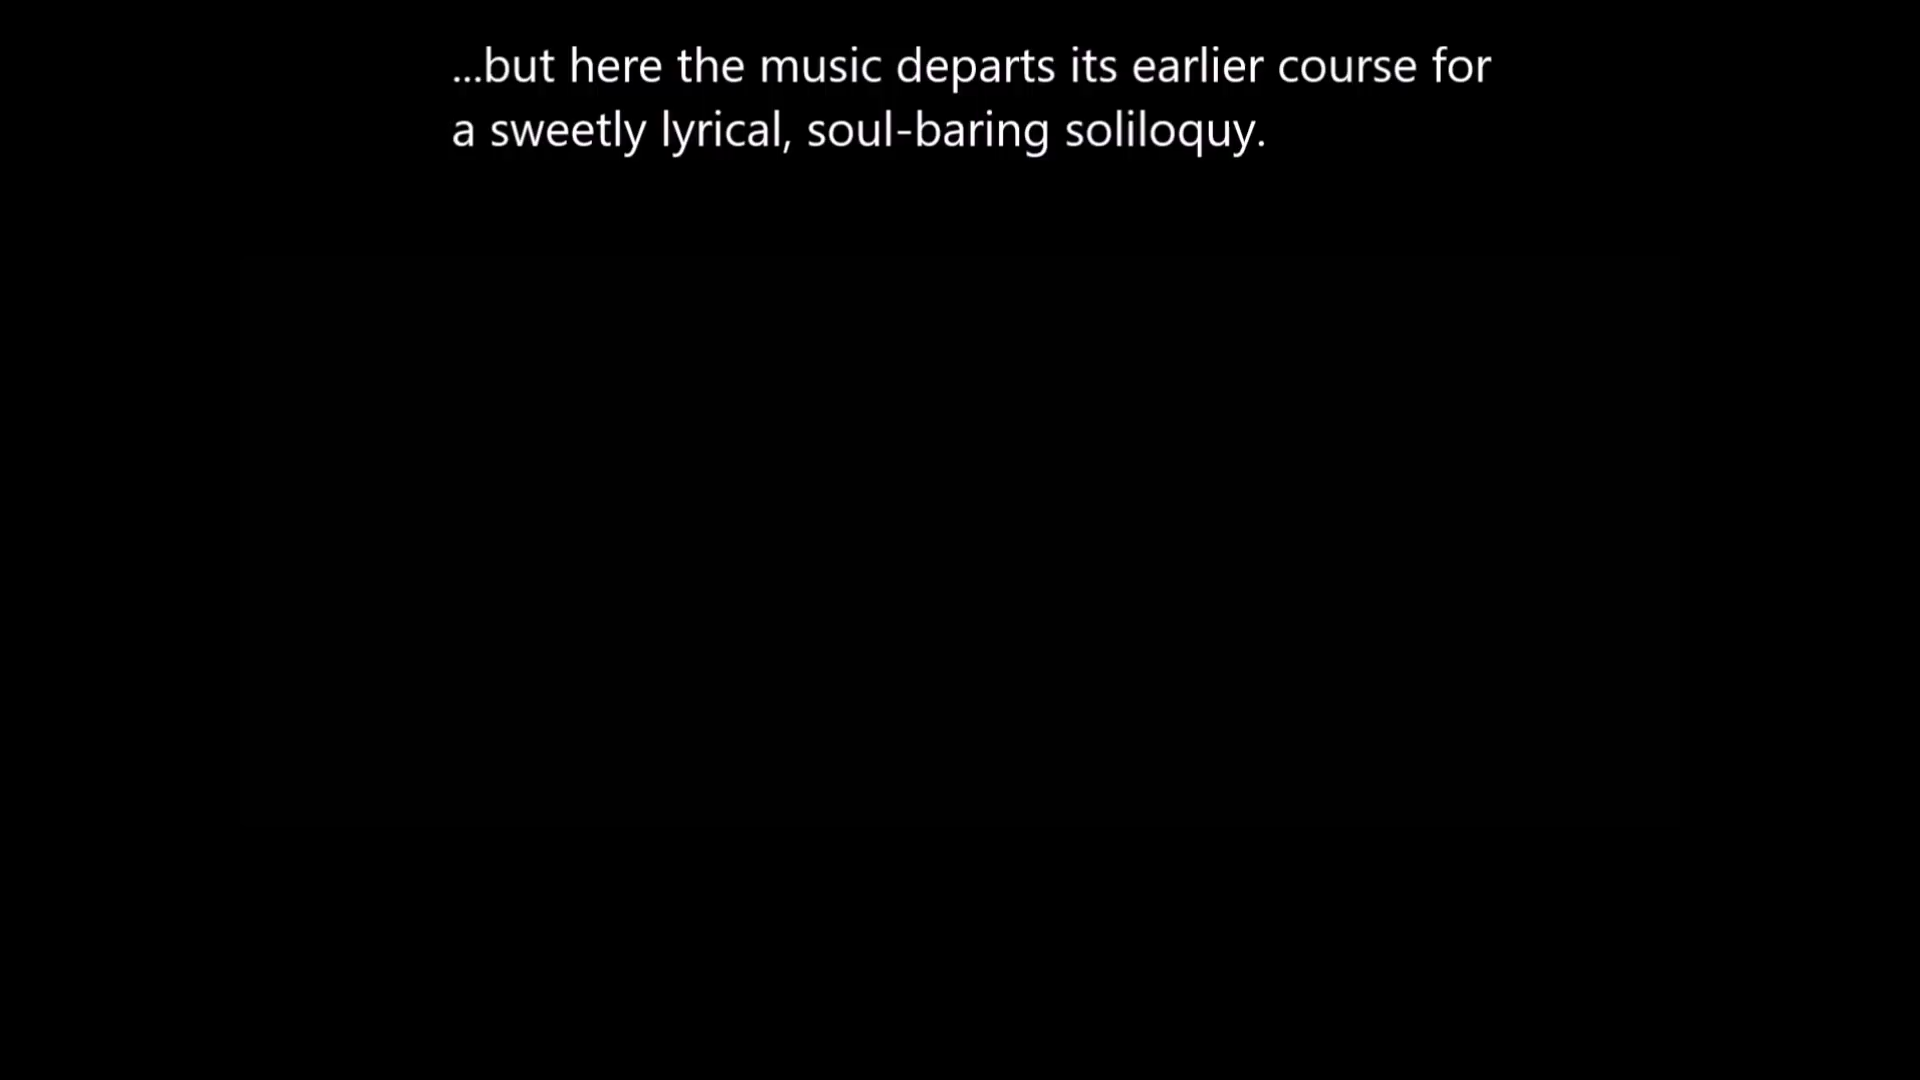 ...but here the music departs its earlier course for
a sweetly lyrical, soul-baring soliloquy.